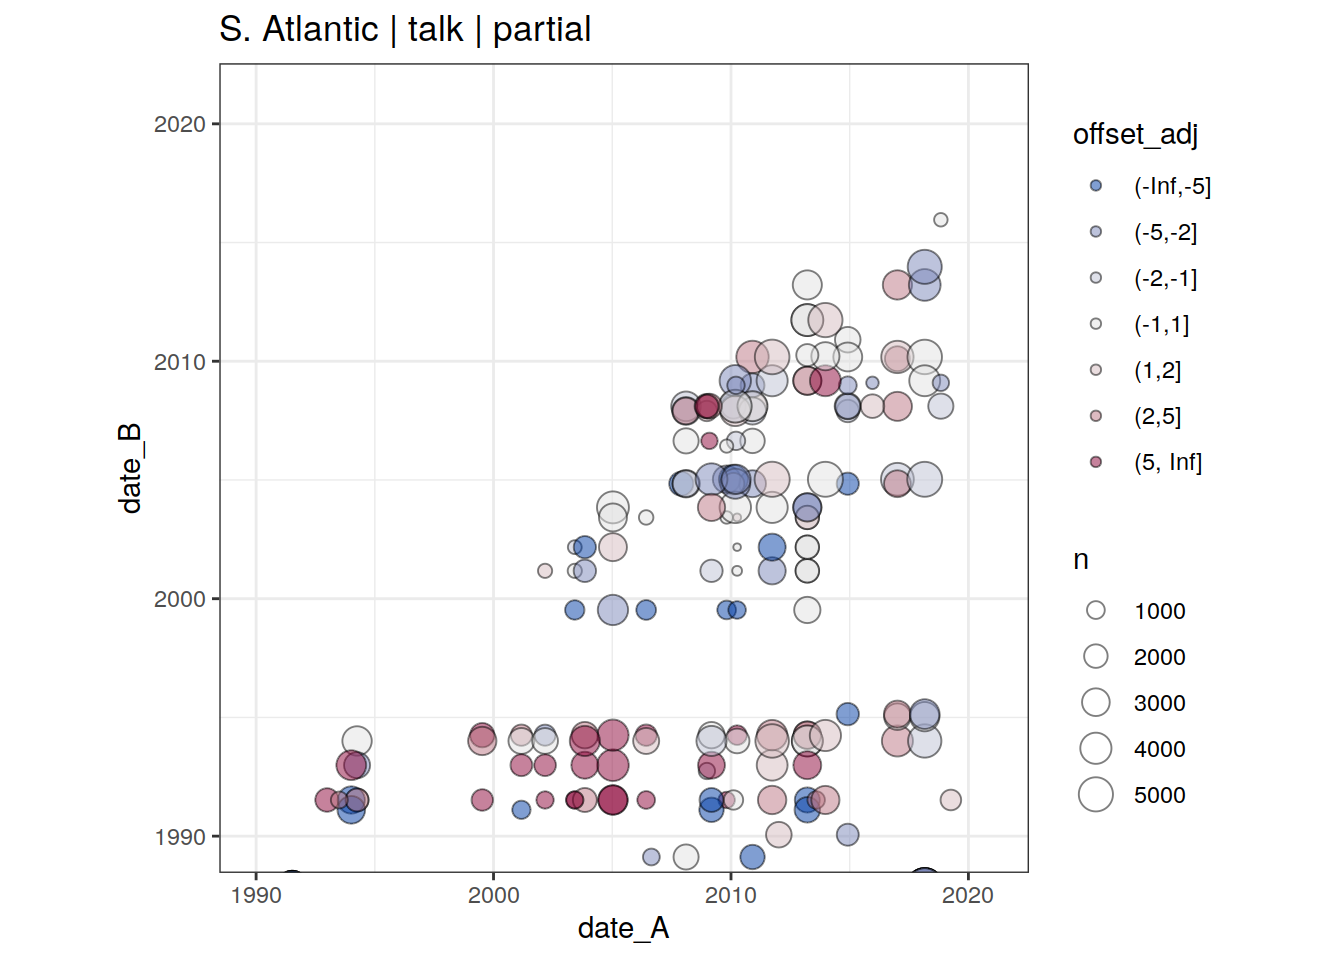 S. Atlantic | talk | partial
date_B
2020
2010
2000
1990
1990 2000 2010 2020
date_A
offset_adj
(-Inf,-5]
(-5,-2]
(-2,-1]
(-1,1]
(1,2]
(2,5]
(5, Inf]
n
1000
2000
3000
4000
5000